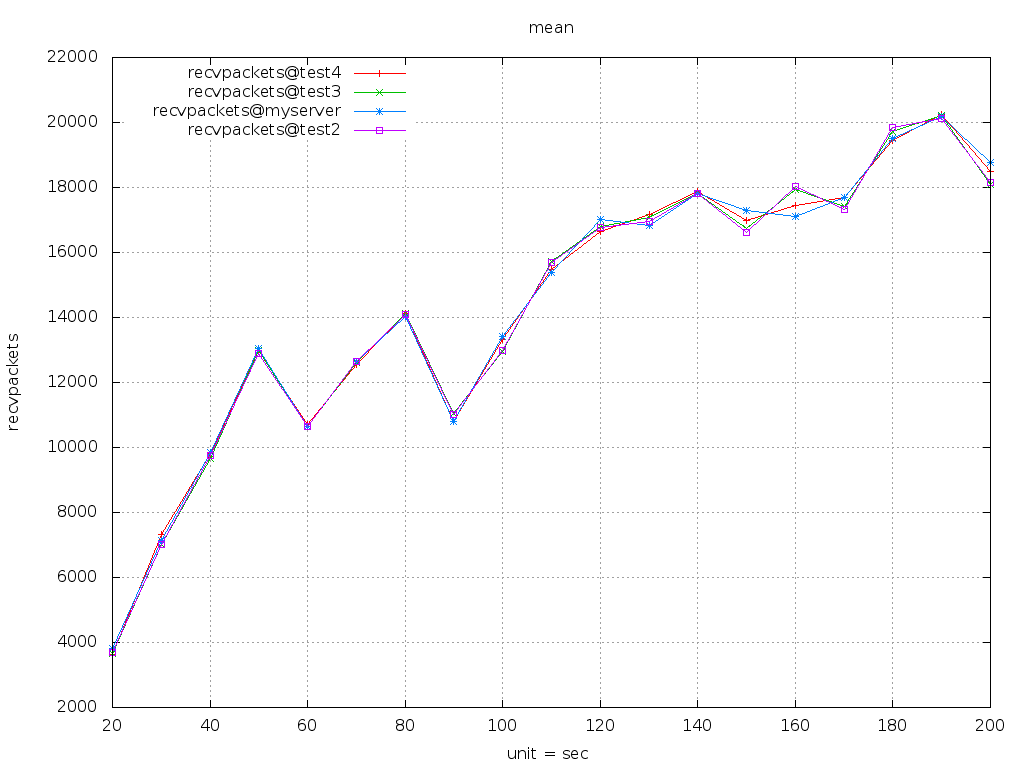 mean
22000
20000
18000
16000
14000
12000
10000
8000
6000
4000
2000
recvpackets@test4
recvpackets@test3
recvpackets@myserver
recvpackets@test2
recvpackets
20 40 60 80 100 120 140 160 180 200
unit = sec